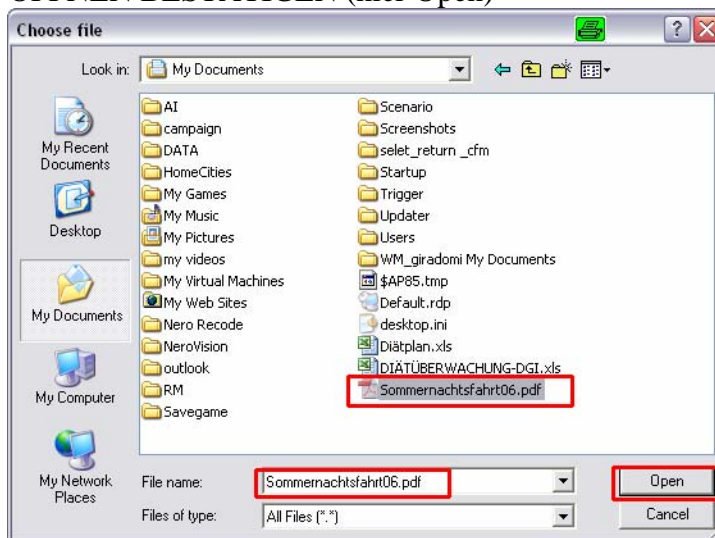 ÖFFNEN BESTÄTIGEN (hier Open)
Choose file
Look in:
My Documents
My Recent
Documents
Desktop
My Documents
My Computer
My Network
Places
AI
campaign
DATA
HomeCities
My Games
My Music
My Pictures
my videos
My Virtual Machines
My Web Sites
Nero Recode
NeroVision
outlook
RM
Savegame
Scenario
Screenshots
selet_return _cfm
Startup
Trigger
Updater
Users
WM_giradomi My Documents
$AP85.tmp
Default.rdp
desktop.ini
Diätplan.xls
DIÄTÜBERWACHUNG-DGI.xls
Sommernachtsfahrt06.pdf
File name:
Sommernachtsfahrt06.pdf
Open
Files of type:
All Files (*.*)
Cancel